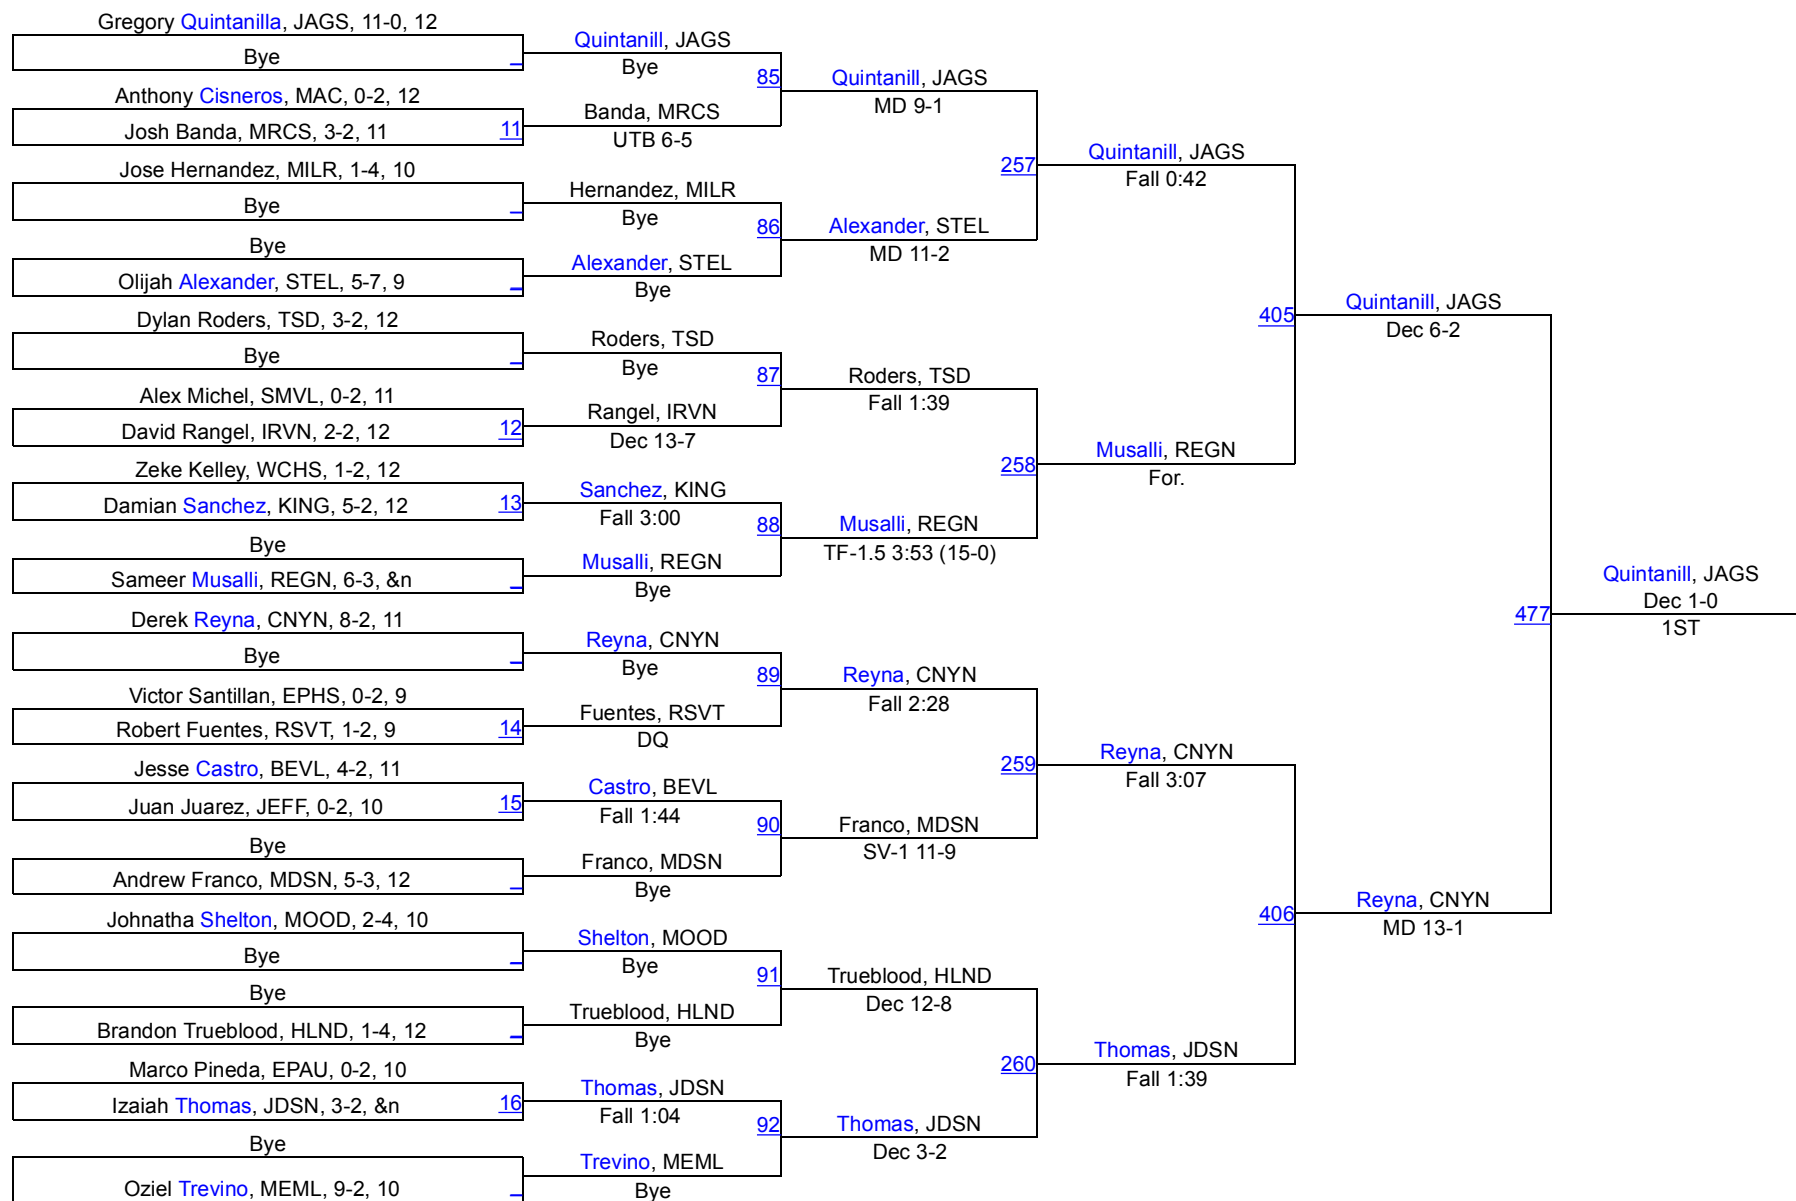 Gregory Quintanilla, JAGS, 11-0, 12
Bye
Anthony Cisneros, MAC, 0-2, 12
Josh Banda, MRCS, 3-2, 11
11
Jose Hernandez, MILR, 1-4, 10
Bye
Bye
Olijah Alexander, STEL, 5-7, 9
Dylan Roders, TSD, 3-2, 12
Bye
Alex Michel, SMVL, 0-2, 11
David Rangel, IRVN, 2-2, 12
12
Zeke Kelley, WCHS, 1-2, 12
Damian Sanchez, KING, 5-2, 12
13
Bye
Sameer Musalli, REGN, 6-3, &n
Derek Reyna, CNYN, 8-2, 11
Bye
Victor Santillan, EPHS, 0-2, 9
Robert Fuentes, RSVT, 1-2, 9
14
Jesse Castro, BEVL, 4-2, 11
Juan Juarez, JEFF, 0-2, 10
15
Bye
Andrew Franco, MDSN, 5-3, 12
Johnatha Shelton, MOOD, 2-4, 10
Bye
Bye
Brandon Trueblood, HLND, 1-4, 12
Marco Pineda, EPAU, 0-2, 10
Izaiah Thomas, JDSN, 3-2, &n
16
Bye
Oziel Trevino, MEML, 9-2, 10
Quintanill, JAGS
Bye
85
Banda, MRCS
UTB 6-5
Hernandez, MILR
Bye
86
Alexander, STEL
Bye
Roders, TSD
Bye
87
Rangel, IRVN
Dec 13-7
Sanchez, KING
Fall 3:00
88
Musalli, REGN
Bye
Reyna, CNYN
Bye
89
Fuentes, RSVT
DQ
Castro, BEVL
Fall 1:44
90
Franco, MDSN
Bye
Shelton, MOOD
Bye
91
Trueblood, HLND
Bye
Thomas, JDSN
Fall 1:04
92
Trevino, MEML
Bye
Quintanill, JAGS
MD 9-1
257
Alexander, STEL
MD 11-2
Roders, TSD
Fall 1:39
258
Musalli, REGN
TF-1.5 3:53 (15-0)
Reyna, CNYN
Fall 2:28
259
Franco, MDSN
SV-1 11-9
Trueblood, HLND
Dec 12-8
260
Thomas, JDSN
Dec 3-2
Quintanill, JAGS
Fall 0:42
405
Musalli, REGN
For.
Reyna, CNYN
Fall 3:07
406
Thomas, JDSN
Fall 1:39
Quintanill, JAGS
Dec 6-2
477
Reyna, CNYN
MD 13-1
Quintanill, JAGS
Dec 1-0
1ST